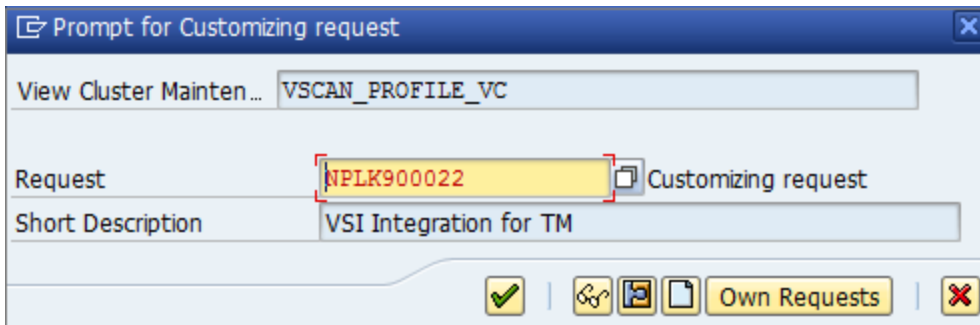 Prompt for Customizing request
View Cluster Mainten... VSCAN_PROFILE_VC
Request NPLK900022 Customizing request
Short Description VSI Integration for TM
Own Requests